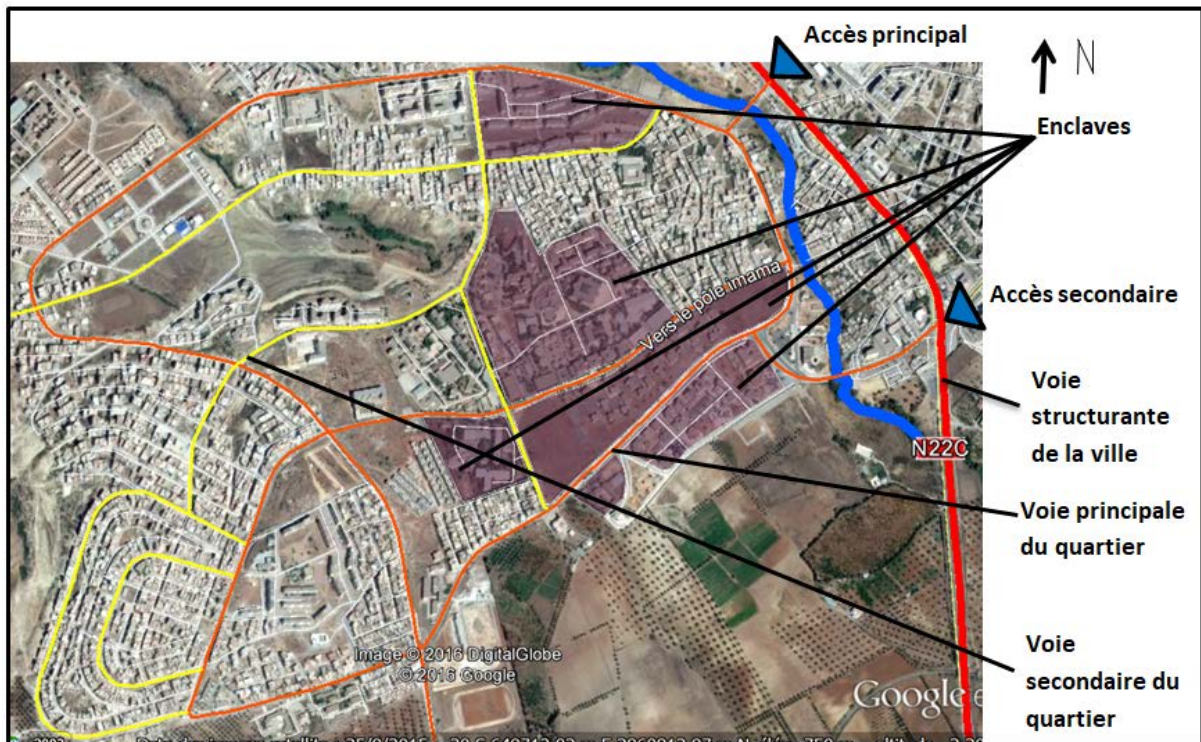 Accès principal
N
Enclaves
Vers le pole imama
Accès secondaire
Voie
structurante
de la ville
N22C
Voie principale
du quartier
Voie
secondaire du
quartier
Image © 2016 DigitalGlobe
© 2016 Google
Google